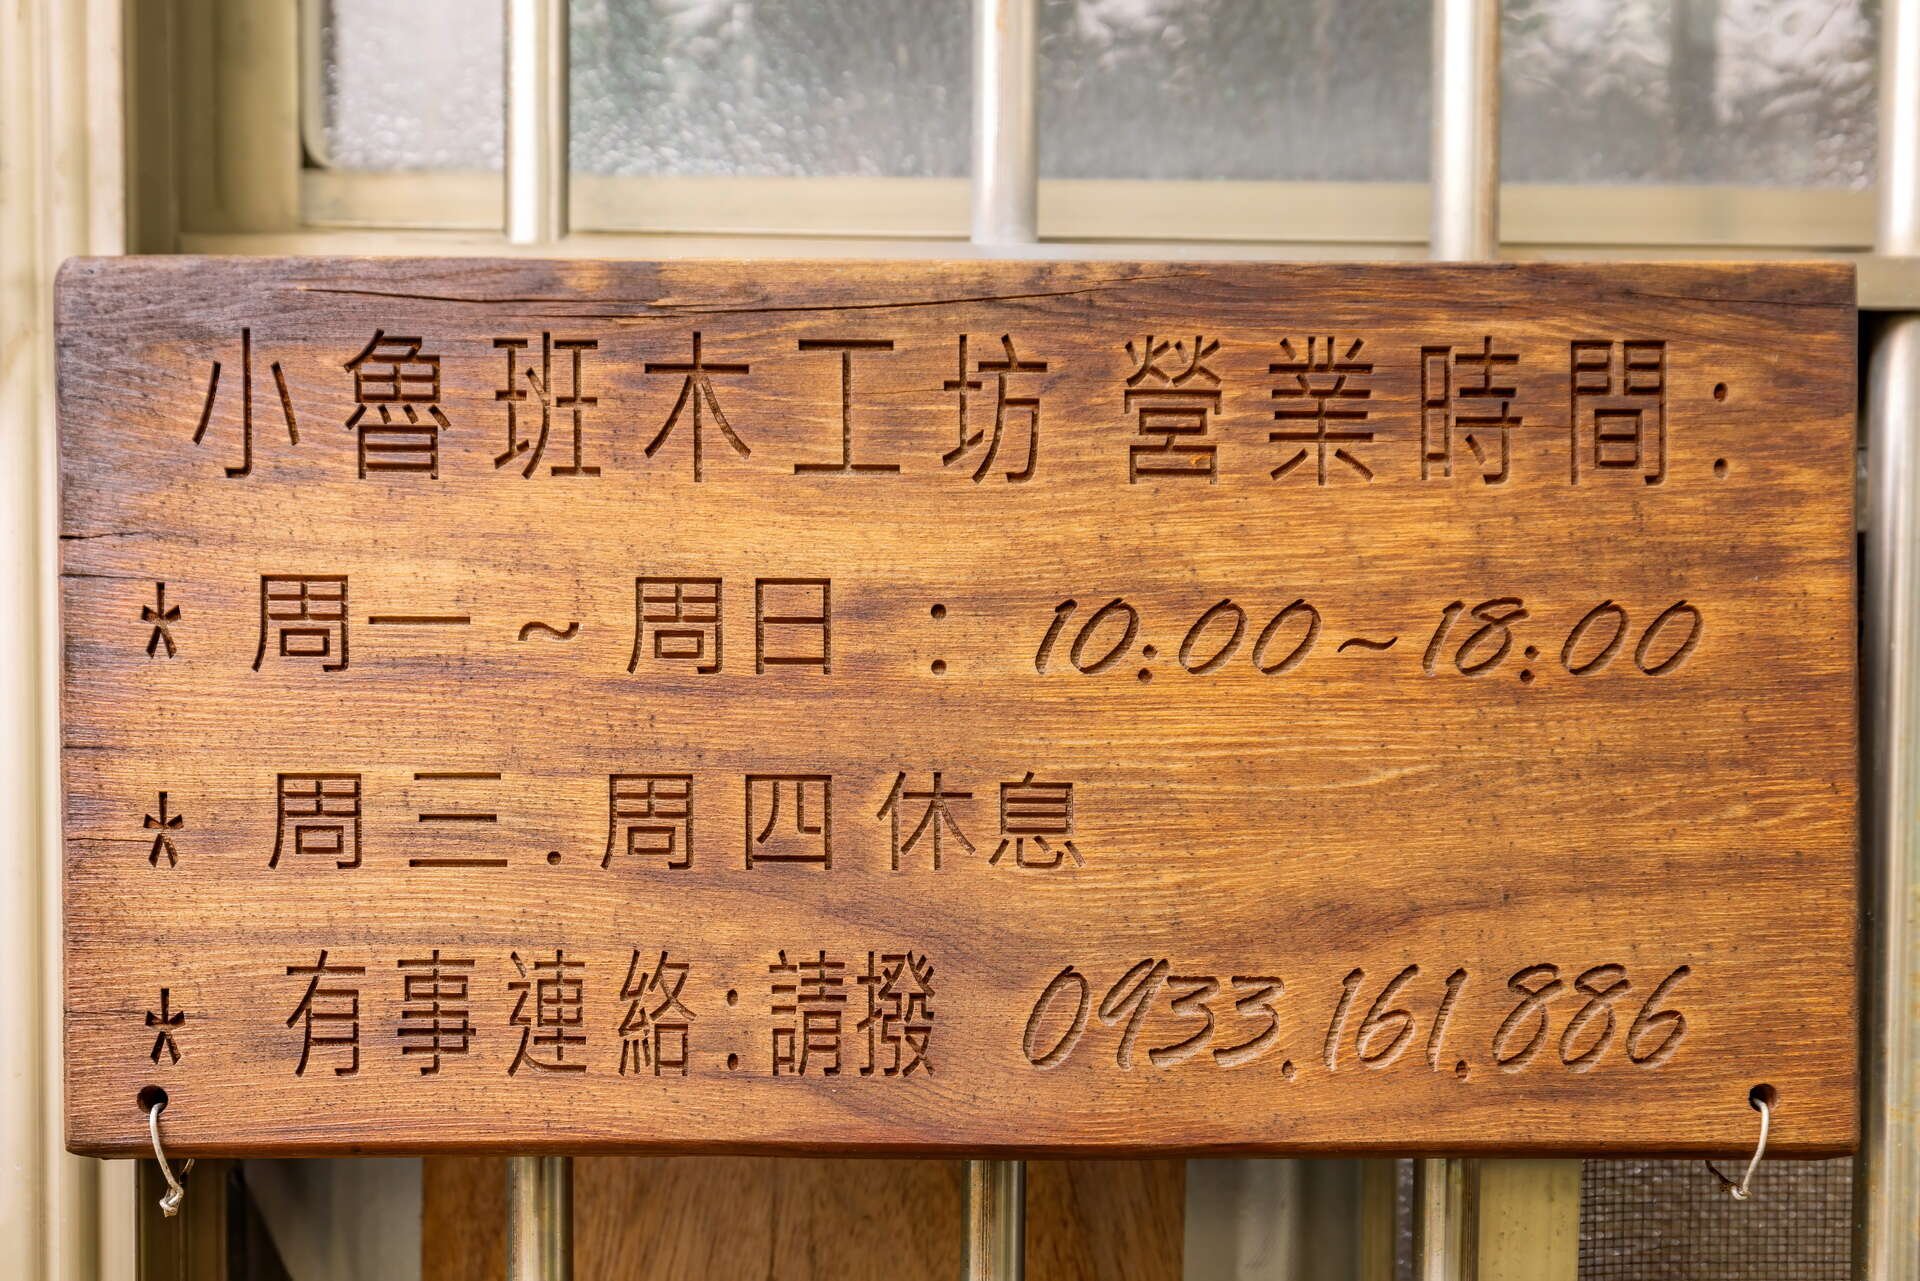 小魯班木工坊 營業時間:
* 周一~周日 : 10:00~18:00
* 周三.周四休息
* 有事連絡:請撥 0933.161.886